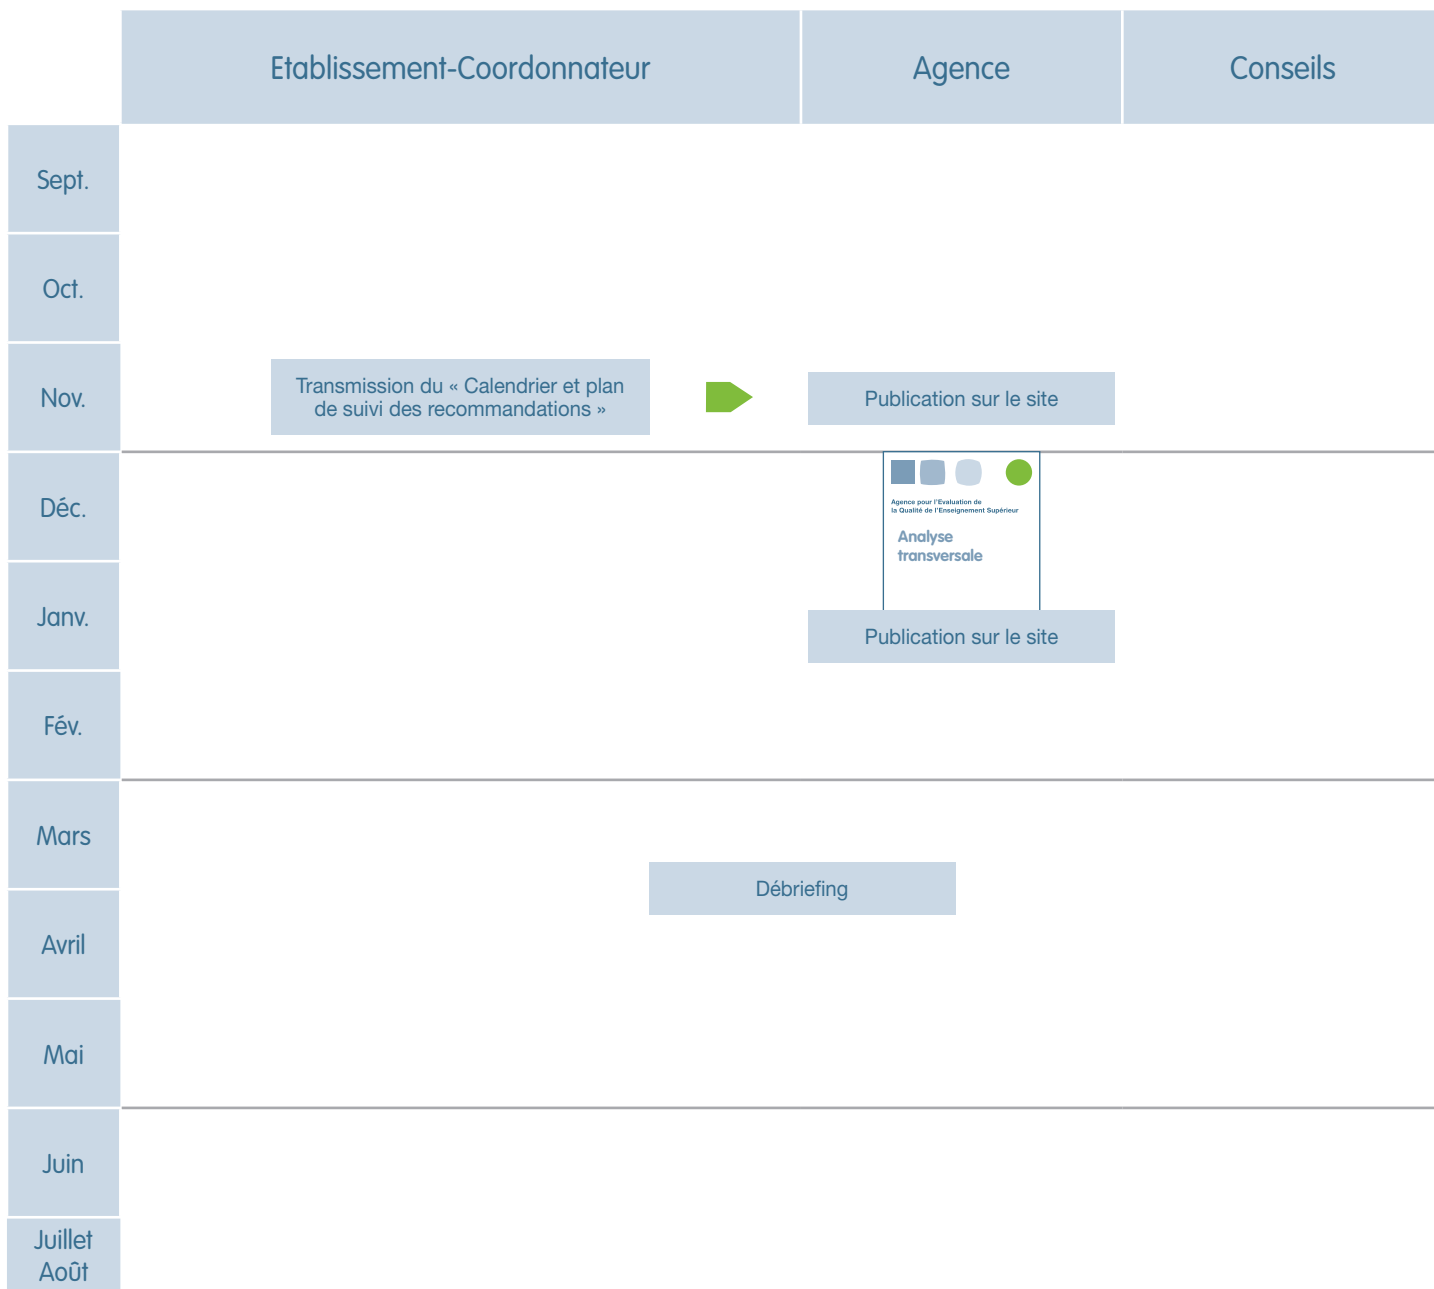 Etablissement-Coordonnateur
Agence
Conseils
Sept.
Oct.
Nov.
Transmission du « Calendrier et plan
de suivi des recommandations »
Publication sur le site
Déc.
Agence pour l'Evaluation de
la Qualité de l'Enseignement Supérieur
Analyse
transversale
Janv.
Publication sur le site
Fév.
Mars
Débriefing
Avril
Mai
Juin
Juillet
Août